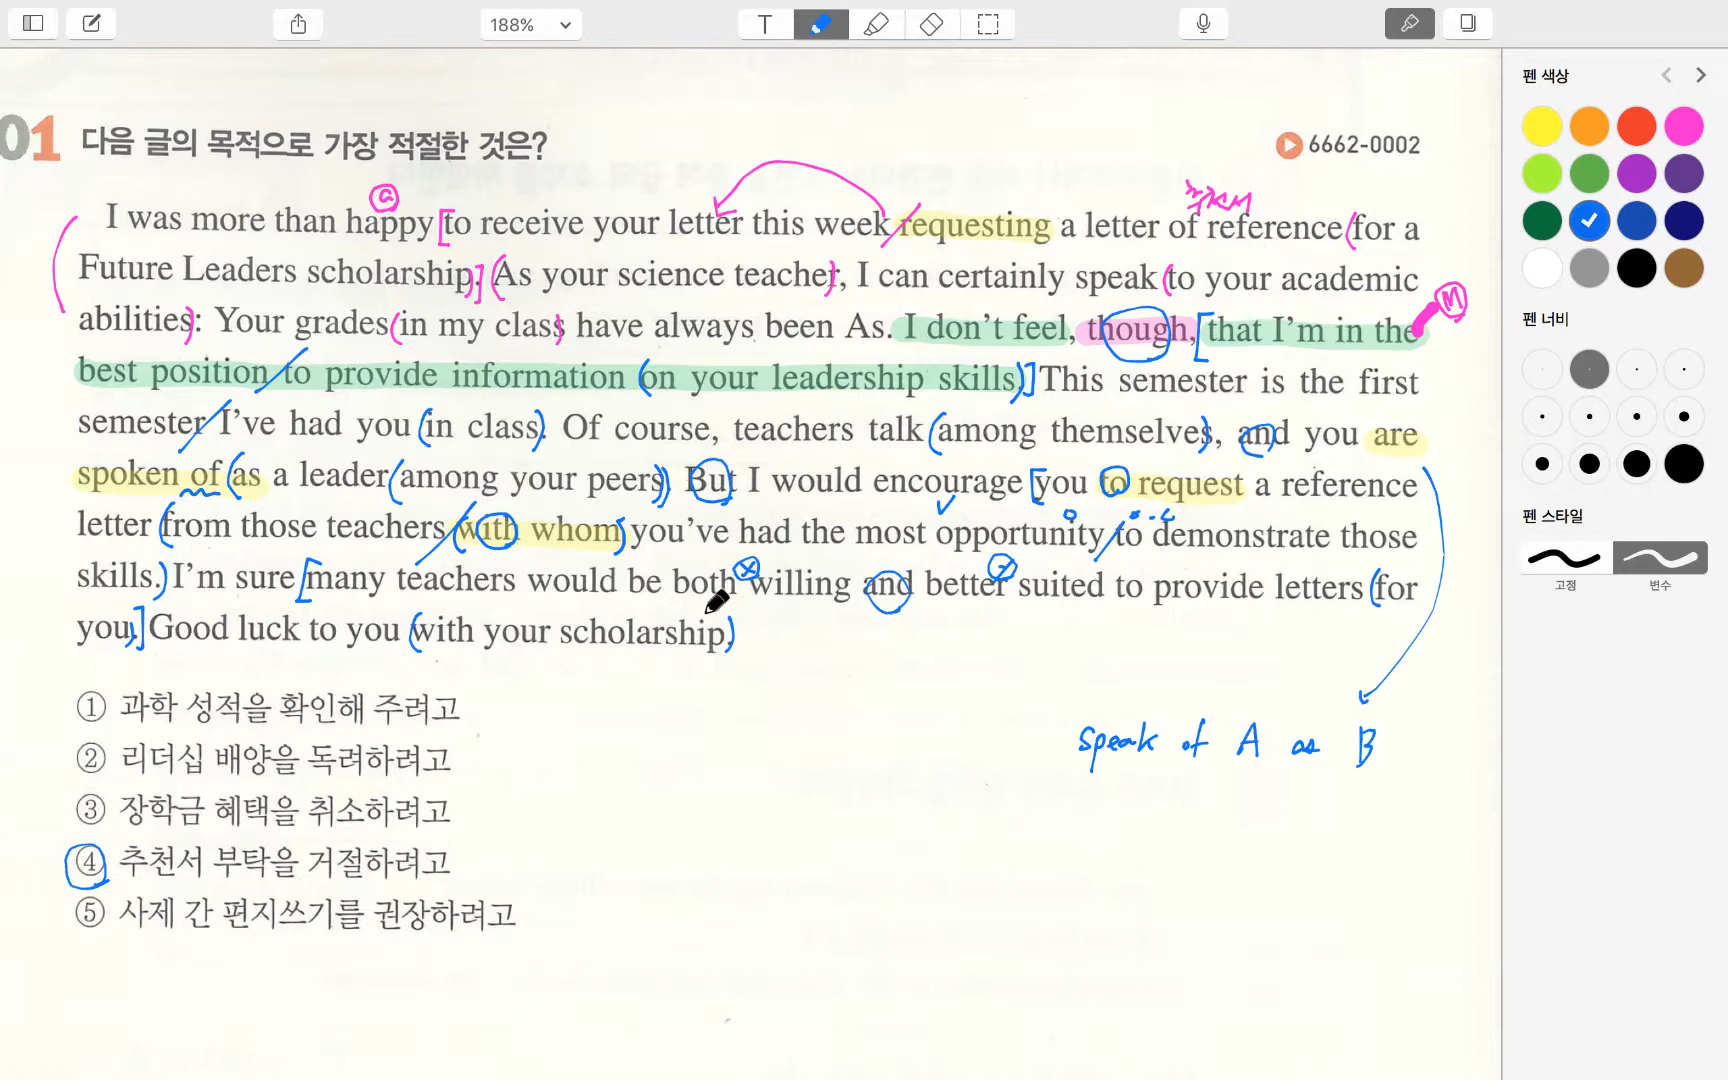 188%
T
펜 색상
01 다음 글의 목적으로 가장 적절한 것은?
6662-0002
추천서
I was more than happy [to receive your letter this week / requesting a letter of reference (for a
Future Leaders scholarship.] (As your science teacher), I can certainly speak (to your academic
abilities): Your grades (in my class) have always been As. I don't feel, though, [that I'm in the
M
best position / to provide information (on your leadership skills.)] This semester is the first
semester / I've had you (in class). Of course, teachers talk (among themselves), and you are
spoken of (as a leader (among your peers)). But I would encourage [you to request a reference
letter (from those teachers / (with whom) you've had the most opportunity / to demonstrate those
skills.) I'm sure [many teachers would be both willing and better suited to provide letters (for
you.] Good luck to you (with your scholarship.)
speak of A as B
① 과학 성적을 확인해 주려고
② 리더십 배양을 독려하려고
③ 장학금 혜택을 취소하려고
④ 추천서 부탁을 거절하려고
⑤ 사제 간 편지쓰기를 권장하려고
펜 너비
펜 스타일
고정
변수